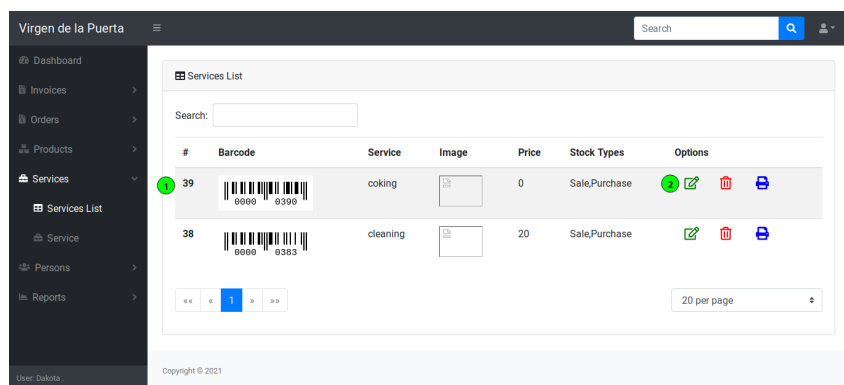 Virgen de la Puerta
Search
Dashboard
Invoices
Orders
Products
Services
Services List
Service
Persons
Reports
User: Dakota .
Services List
Search:
# Barcode Service Image Price Stock Types Options
1 39 0000 0390 coking 0 Sale,Purchase 2
38 0000 0383 cleaning 20 Sale,Purchase
«« « 1 » »» 20 per page
Copyright © 2021